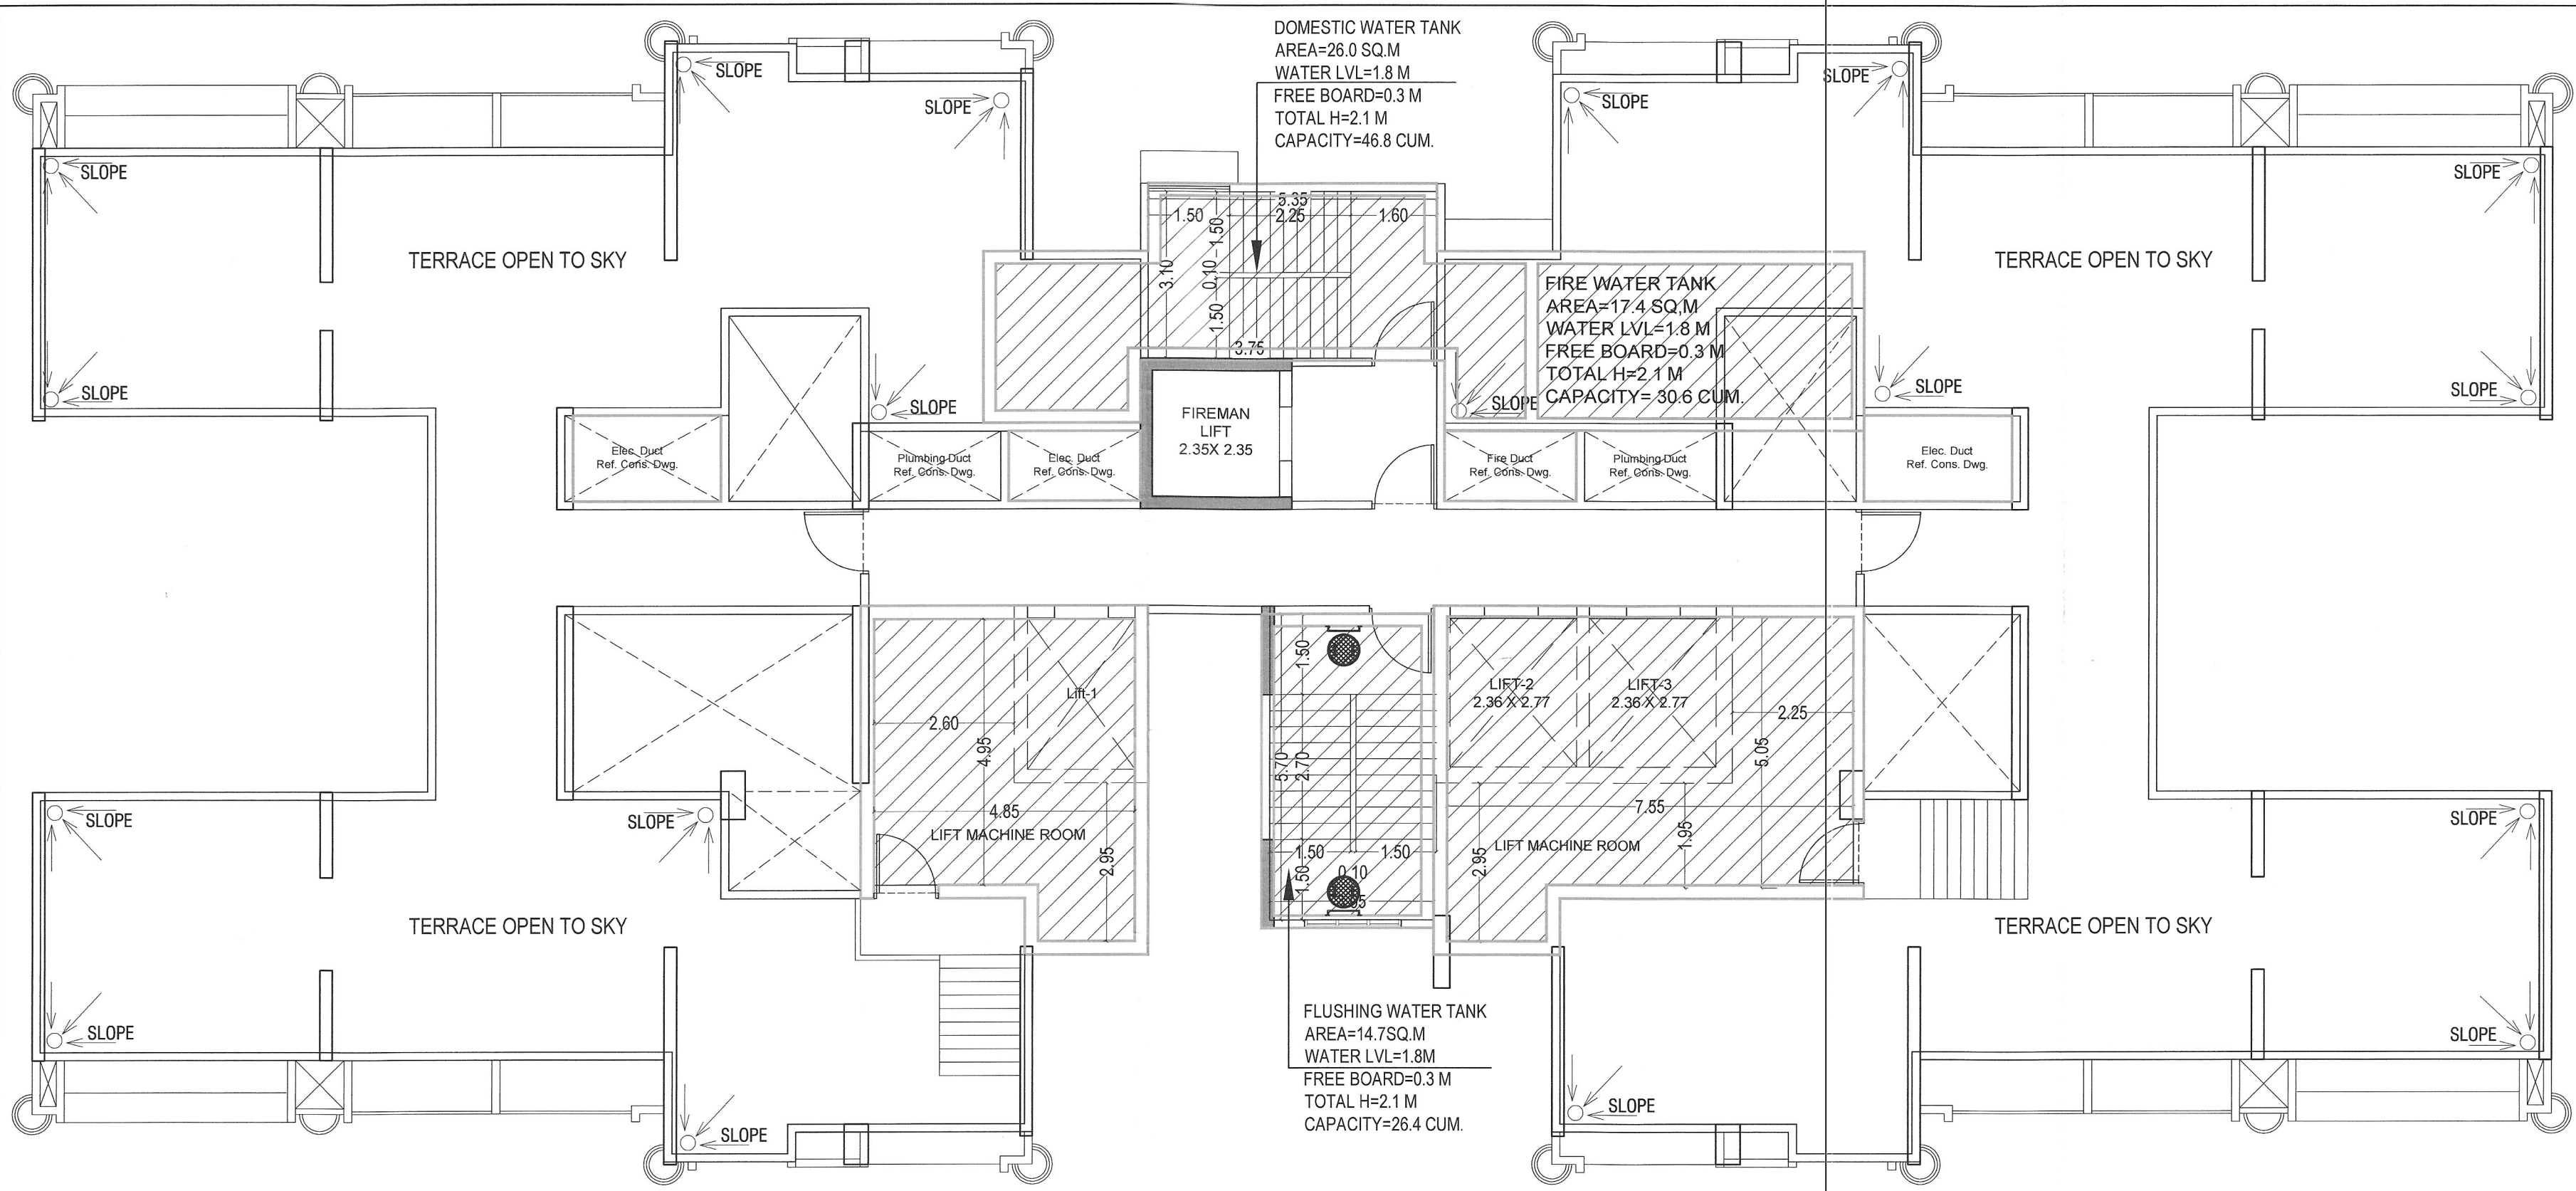 DOMESTIC WATER TANK
AREA=26.0 SQ.M
WATER LVL=1.8 M
FREE BOARD=0.3 M
TOTAL H=2.1 M
CAPACITY=46.8 CUM.
SLOPE
SLOPE
SLOPE
SLOPE
SLOPE
SLOPE
TERRACE OPEN TO SKY
TERRACE OPEN TO SKY
5.35
1.50
2.25
1.60
1.50
3.10
0.10
1.50
3.75
FIRE WATER TANK
AREA=17.4 SQ,M
WATER LVL=1.8 M
FREE BOARD=0.3 M
TOTAL H=2.1 M
CAPACITY= 30.6 CUM.
SLOPE
SLOPE
SLOPE
SLOPE
SLOPE
FIREMAN
LIFT
2.35X 2.35
Elec. Duct
Ref. Cons. Dwg.
Plumbing Duct
Ref. Cons. Dwg.
Elec. Duct
Ref. Cons. Dwg.
Fire Duct
Ref. Cons. Dwg.
Plumbing Duct
Ref. Cons. Dwg.
Elec. Duct
Ref. Cons. Dwg.
Lift-1
2.60
4.95
4.85
LIFT MACHINE ROOM
2.95
1.50
5.70
2.70
1.50
1.50
1.50
0.10
LIFT-2
2.36 X 2.77
LIFT-3
2.36 X 2.77
2.25
5.05
7.55
1.95
2.95
LIFT MACHINE ROOM
SLOPE
SLOPE
SLOPE
TERRACE OPEN TO SKY
TERRACE OPEN TO SKY
FLUSHING WATER TANK
AREA=14.7SQ.M
WATER LVL=1.8M
FREE BOARD=0.3 M
TOTAL H=2.1 M
CAPACITY=26.4 CUM.
SLOPE
SLOPE
SLOPE
SLOPE